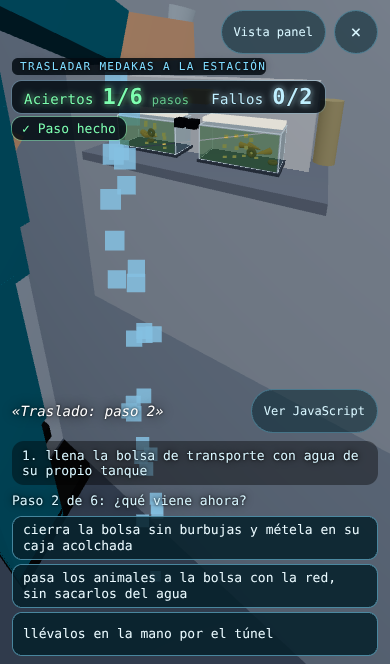 Vista panel
×
TRASLADAR MEDAKAS A LA ESTACIÓN
Aciertos 1/6 pasos Fallos 0/2
✓ Paso hecho
«Traslado: paso 2»
Ver JavaScript
1. llena la bolsa de transporte con agua de
su propio tanque
Paso 2 de 6: ¿qué viene ahora?
cierra la bolsa sin burbujas y métela en su
caja acolchada
pasa los animales a la bolsa con la red,
sin sacarlos del agua
llévalos en la mano por el túnel